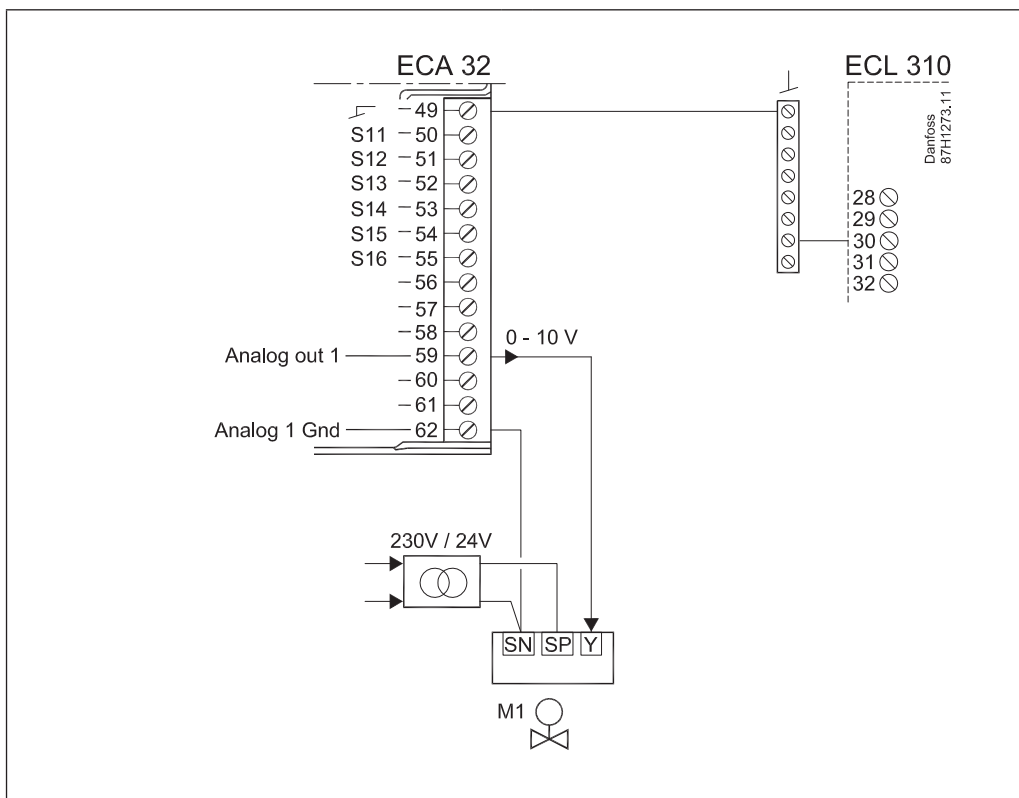 ECA 32
ECL 310
Danfoss
87H1273.11
49
S11 50
S12 51
S13 52
S14 53
S15 54
S16 55
56
57
58
Analog out 1 59
60
61
Analog 1 Gnd 62
0 - 10 V
28
29
30
31
32
230V / 24V
SN SP Y
M1